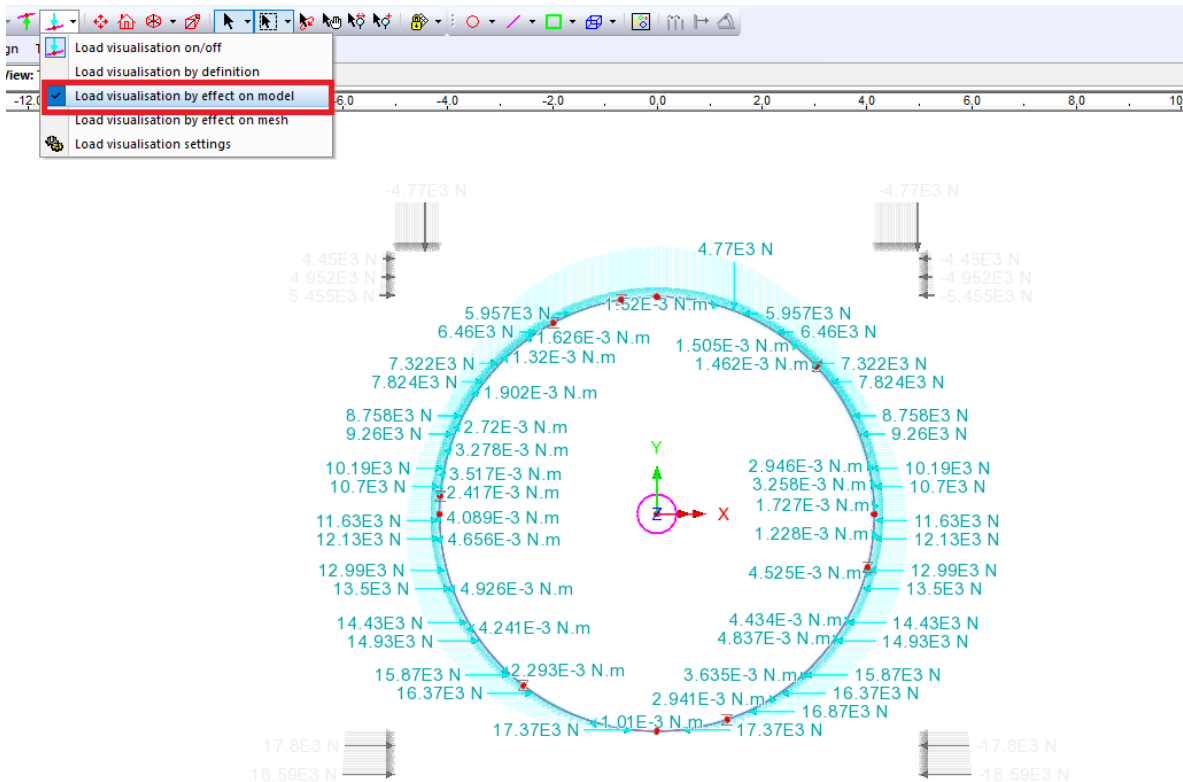 gn
Load visualisation on/off
Load visualisation by definition
View:
Load visualisation by effect on model
-12,0 -6,0 -4,0 -2,0 0,0 2,0 4,0 6,0 8,0 10
Load visualisation by effect on mesh
Load visualisation settings
-4.77E3 N -4.77E3 N
4.77E3 N
4.45E3 N -4.45E3 N
4.952E3 N -4.952E3 N
5.455E3 N -5.455E3 N
1.52E-3 N.m
5.957E3 N 5.957E3 N
6.46E3 N 1.626E-3 N.m 6.46E3 N
1.505E-3 N.m
7.322E3 N 1.32E-3 N.m 1.462E-3 N.m 7.322E3 N
7.824E3 N 7.824E3 N
1.902E-3 N.m
8.758E3 N 8.758E3 N
2.72E-3 N.m
9.26E3 N 9.26E3 N
3.278E-3 N.m
Y
10.19E3 N 2.946E-3 N.m 10.19E3 N
3.517E-3 N.m
10.7E3 N 3.258E-3 N.m 10.7E3 N
2.417E-3 N.m
1.727E-3 N.m
Z X
11.63E3 N 4.089E-3 N.m 11.63E3 N
12.13E3 N 4.656E-3 N.m 1.228E-3 N.m 12.13E3 N
12.99E3 N 4.525E-3 N.m 12.99E3 N
13.5E3 N 4.926E-3 N.m 13.5E3 N
14.43E3 N 4.434E-3 N.m 14.43E3 N
4.241E-3 N.m
14.93E3 N 4.837E-3 N.m 14.93E3 N
15.87E3 N 2.293E-3 N.m 3.635E-3 N.m 15.87E3 N
16.37E3 N 2.941E-3 N.m 16.37E3 N
16.87E3 N
17.37E3 N 1.01E-3 N.m 17.37E3 N
17.8E3 N -17.8E3 N
18.59E3 N -18.59E3 N